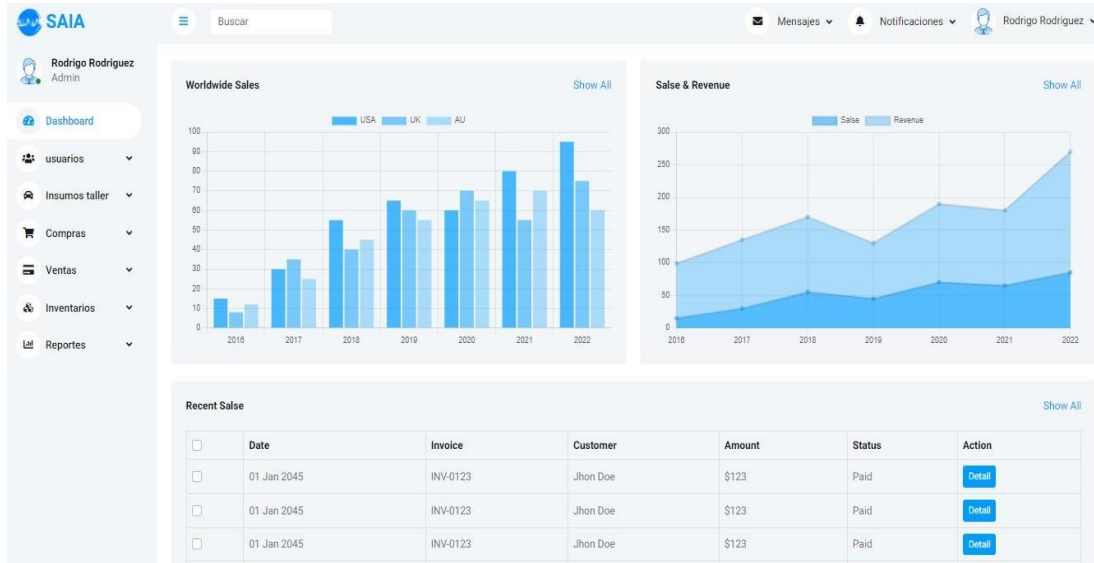 SAIA
Buscar
Mensajes
Notificaciones
Rodrigo Rodriguez
Rodrigo Rodriguez
Admin
Dashboard
usuarios
Insumos taller
Compras
Ventas
Inventarios
Reportes
Worldwide Sales
Show All
USA UK AU
100
90
80
70
60
50
40
30
20
10
0
2016 2017 2018 2019 2020 2021 2022
Salse & Revenue
Show All
Salse Revenue
300
250
200
150
100
50
0
2016 2017 2018 2019 2020 2021 2022
Recent Salse
Show All
Date Invoice Customer Amount Status Action
01 Jan 2045 INV-0123 Jhon Doe $123 Paid Detail
01 Jan 2045 INV-0123 Jhon Doe $123 Paid Detail
01 Jan 2045 INV-0123 Jhon Doe $123 Paid Detail